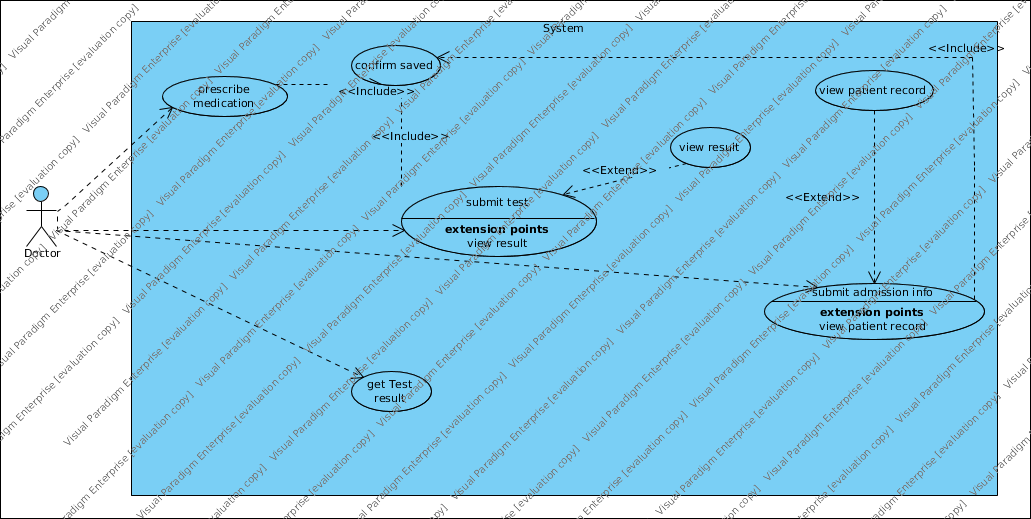 System
<<Include>>
confirm saved
prescribe
medication
<<Include>>
view patient record
<<Include>>
view result
<<Extend>>
<<Extend>>
submit test
extension points
view result
Doctor
submit admission info
extension points
view patient record
get Test
result
Visual Paradigm Enterprise [evaluation copy]